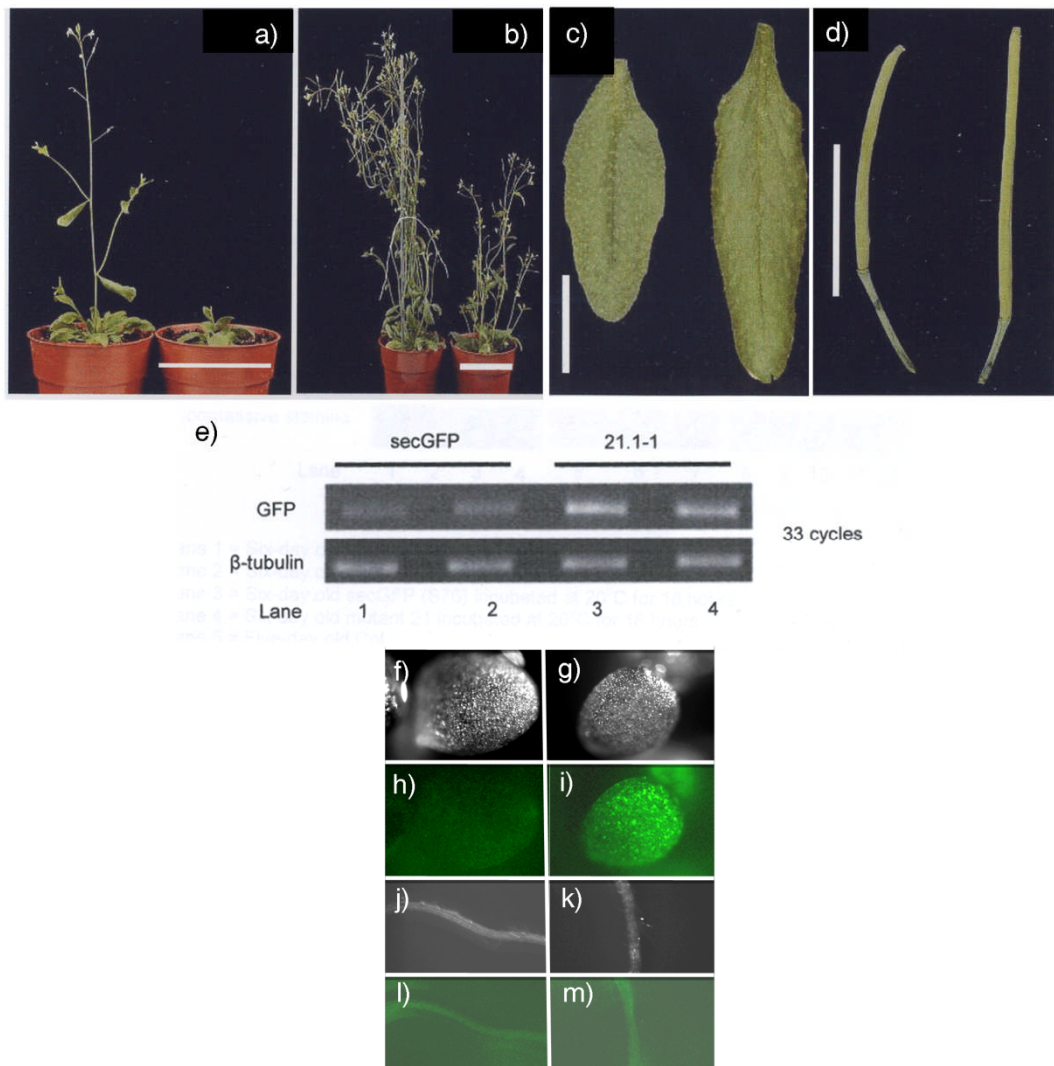 a)
b)
c)
d)
e)
secGFP 21.1-1
GFP
33 cycles
β-tubulin
Lane 1 2 3 4
f)
g)
h)
i)
j)
k)
l)
m)